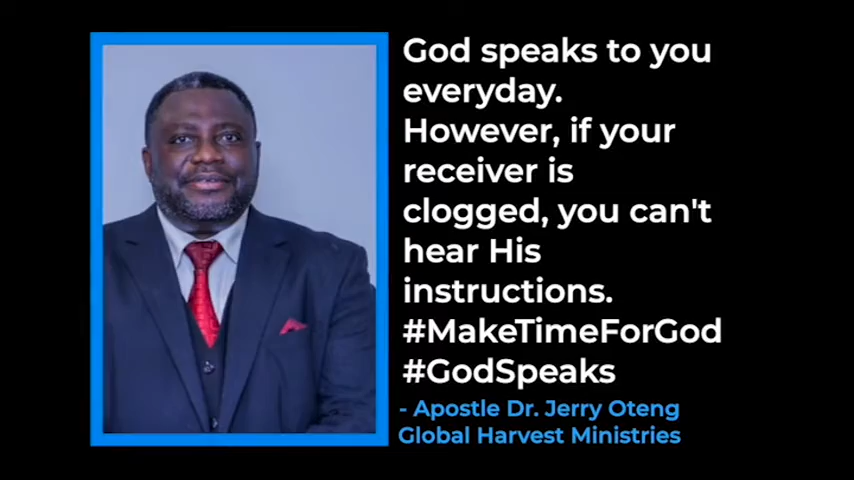 God speaks to you
everyday.
However, if your
receiver is
clogged, you can't
hear His
instructions.
#MakeTimeForGod
#GodSpeaks
- Apostle Dr. Jerry Oteng
Global Harvest Ministries